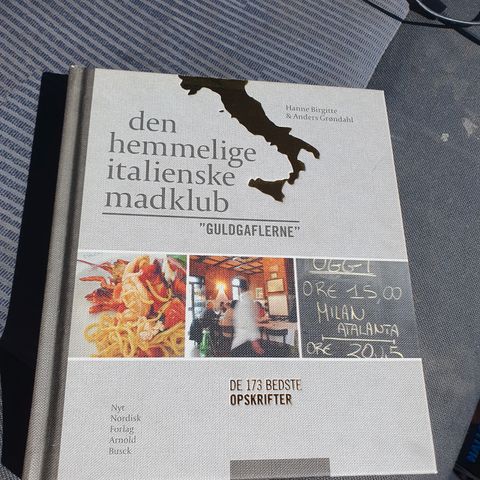 Hanne Birgitte
& Anders Grøndahl
den
hemmelige
italienske
madklub
"GULDGAFLERNE"
OGGI
ORE 15,00
MILAN
ATALANTA
ORE 20.45
DE 173 BEDSTE
OPSKRIFTER
Nyt
Nordisk
Forlag
Arnold
Busck